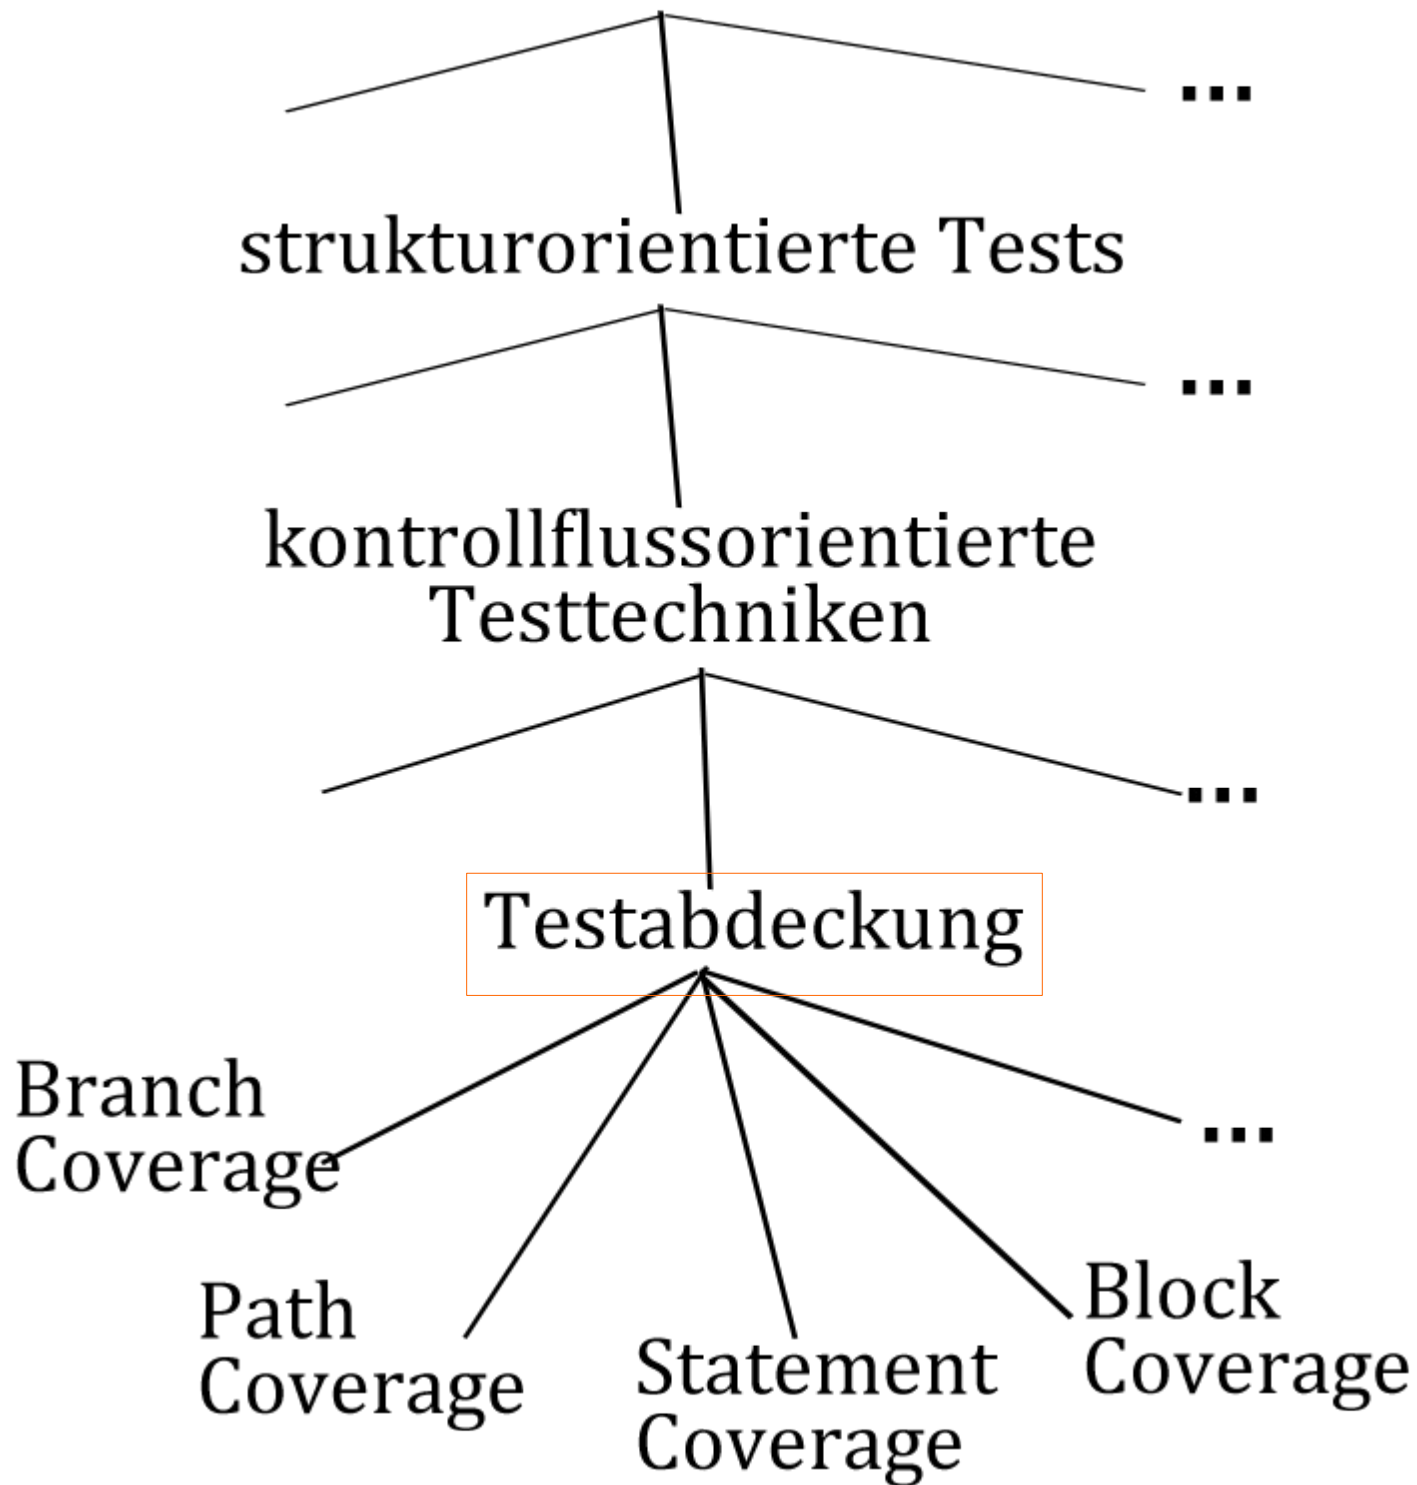 ...
strukturorientierte Tests
...
kontrollflussorientierte
Testtechniken
...
Testabdeckung
Branch
Coverage
...
Path
Coverage
Statement
Coverage
Block
Coverage